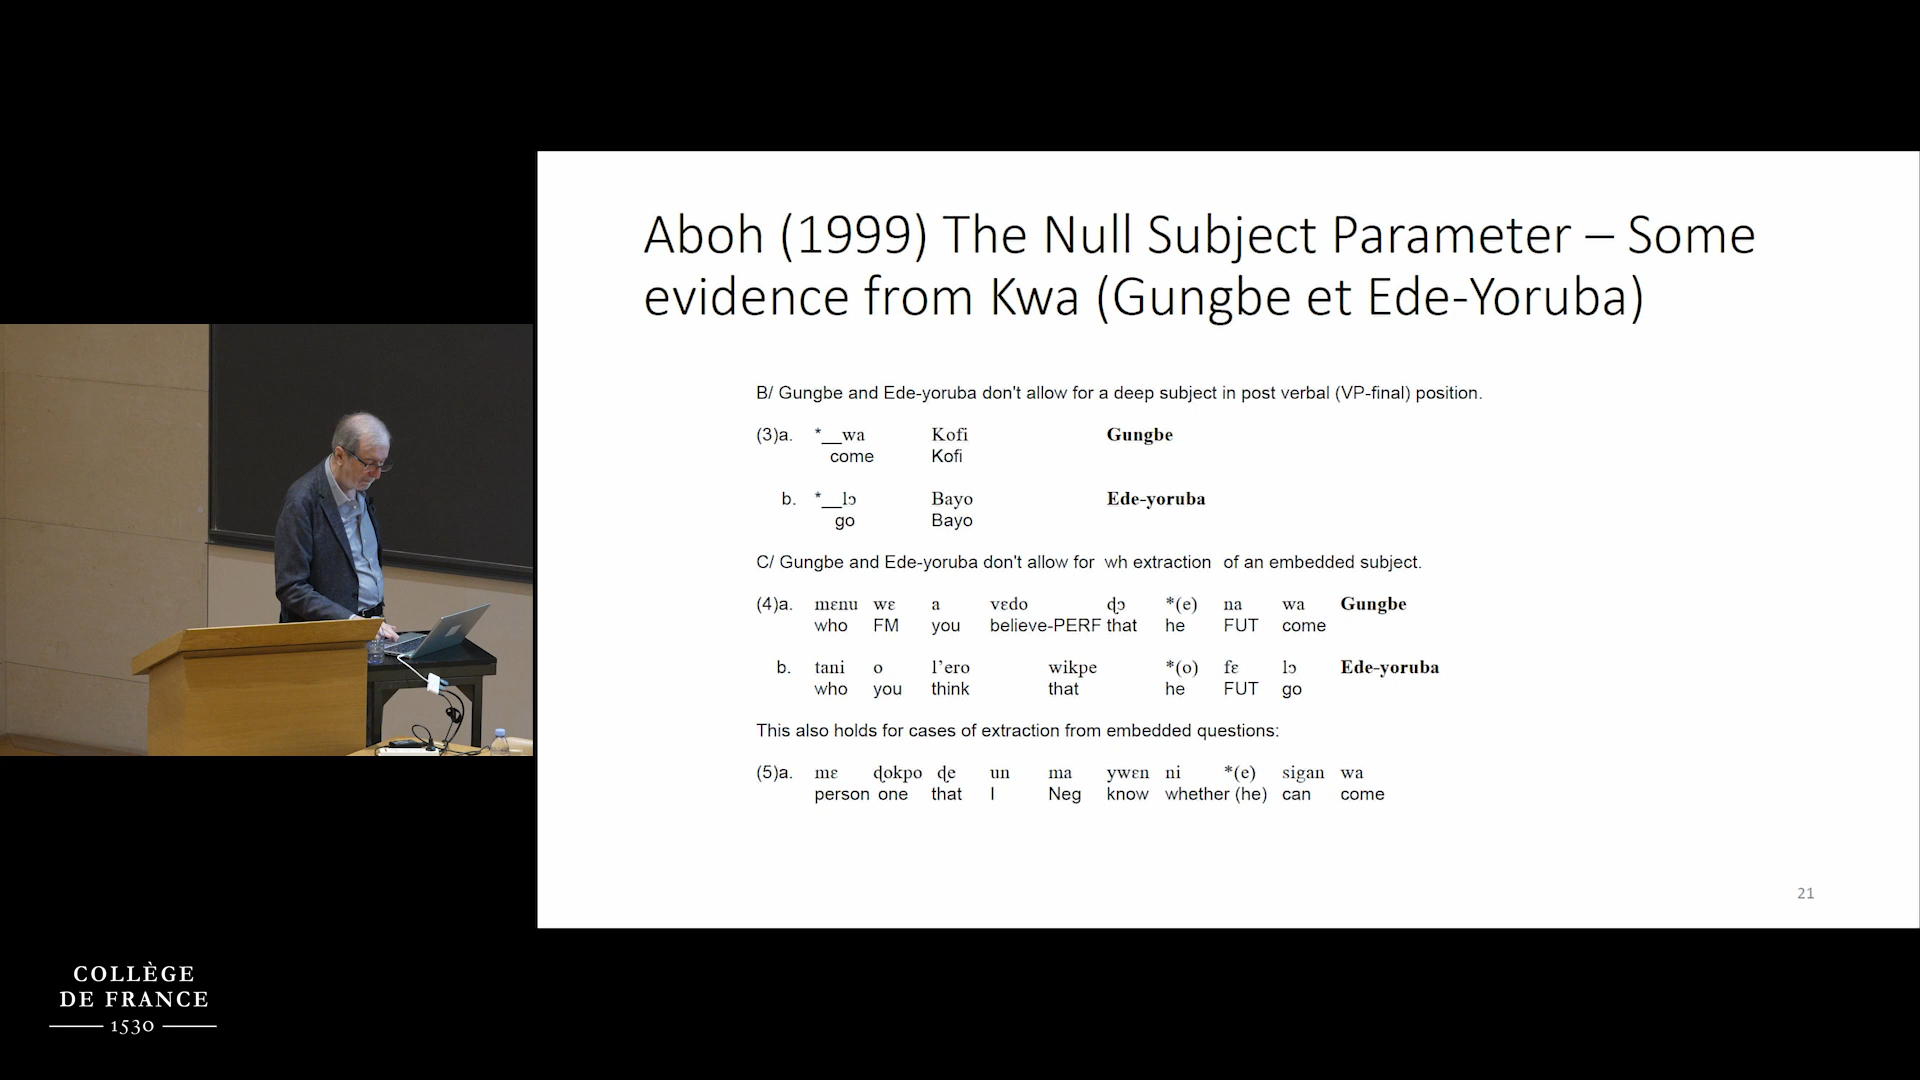 Aboh (1999) The Null Subject Parameter – Some
evidence from Kwa (Gungbe et Ede-Yoruba)
B/ Gungbe and Ede-yoruba don't allow for a deep subject in post verbal (VP-final) position.
(3)a. *__wa Kofi Gungbe
come Kofi
b. *__lɔ Bayo Ede-yoruba
go Bayo
C/ Gungbe and Ede-yoruba don't allow for wh extraction of an embedded subject.
(4)a. mɛnu wɛ a vɛdo ɖɔ *(e) na wa Gungbe
who FM you believe-PERF that he FUT come
b. tani o l'ero wikpe *(o) fɛ lɔ Ede-yoruba
who you think that he FUT go
This also holds for cases of extraction from embedded questions:
(5)a. mɛ ɖokpo ɖe un ma ywɛn ni *(e) sigan wa
person one that I Neg know whether (he) can come
21
COLLÈGE
DE FRANCE
1530